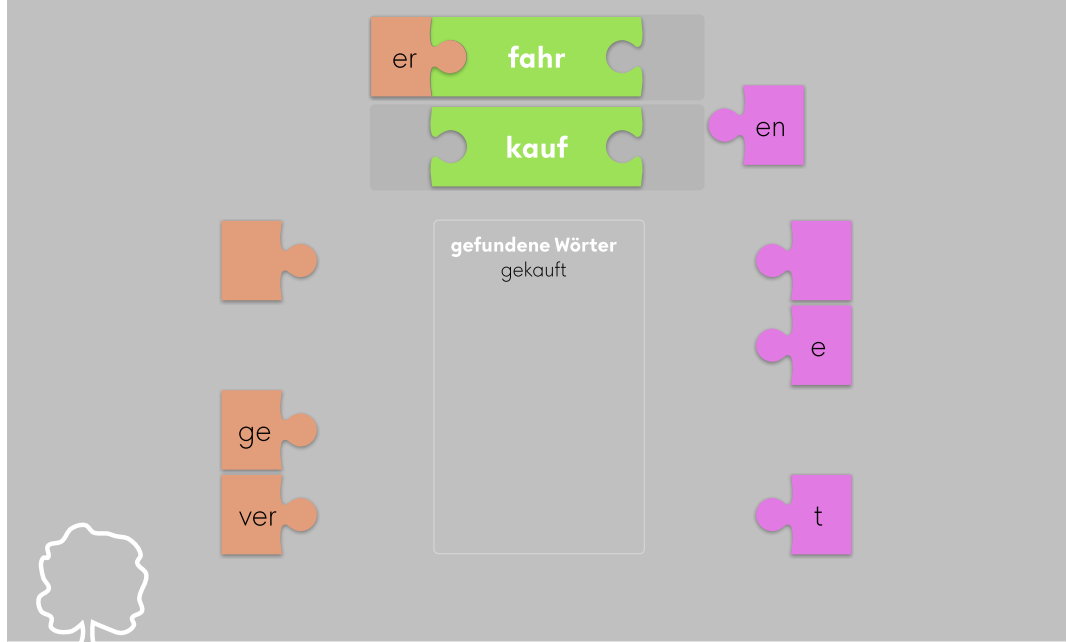 er fahr
en
kauf
gefundene Wörter
gekauft
e
ge
ver
t